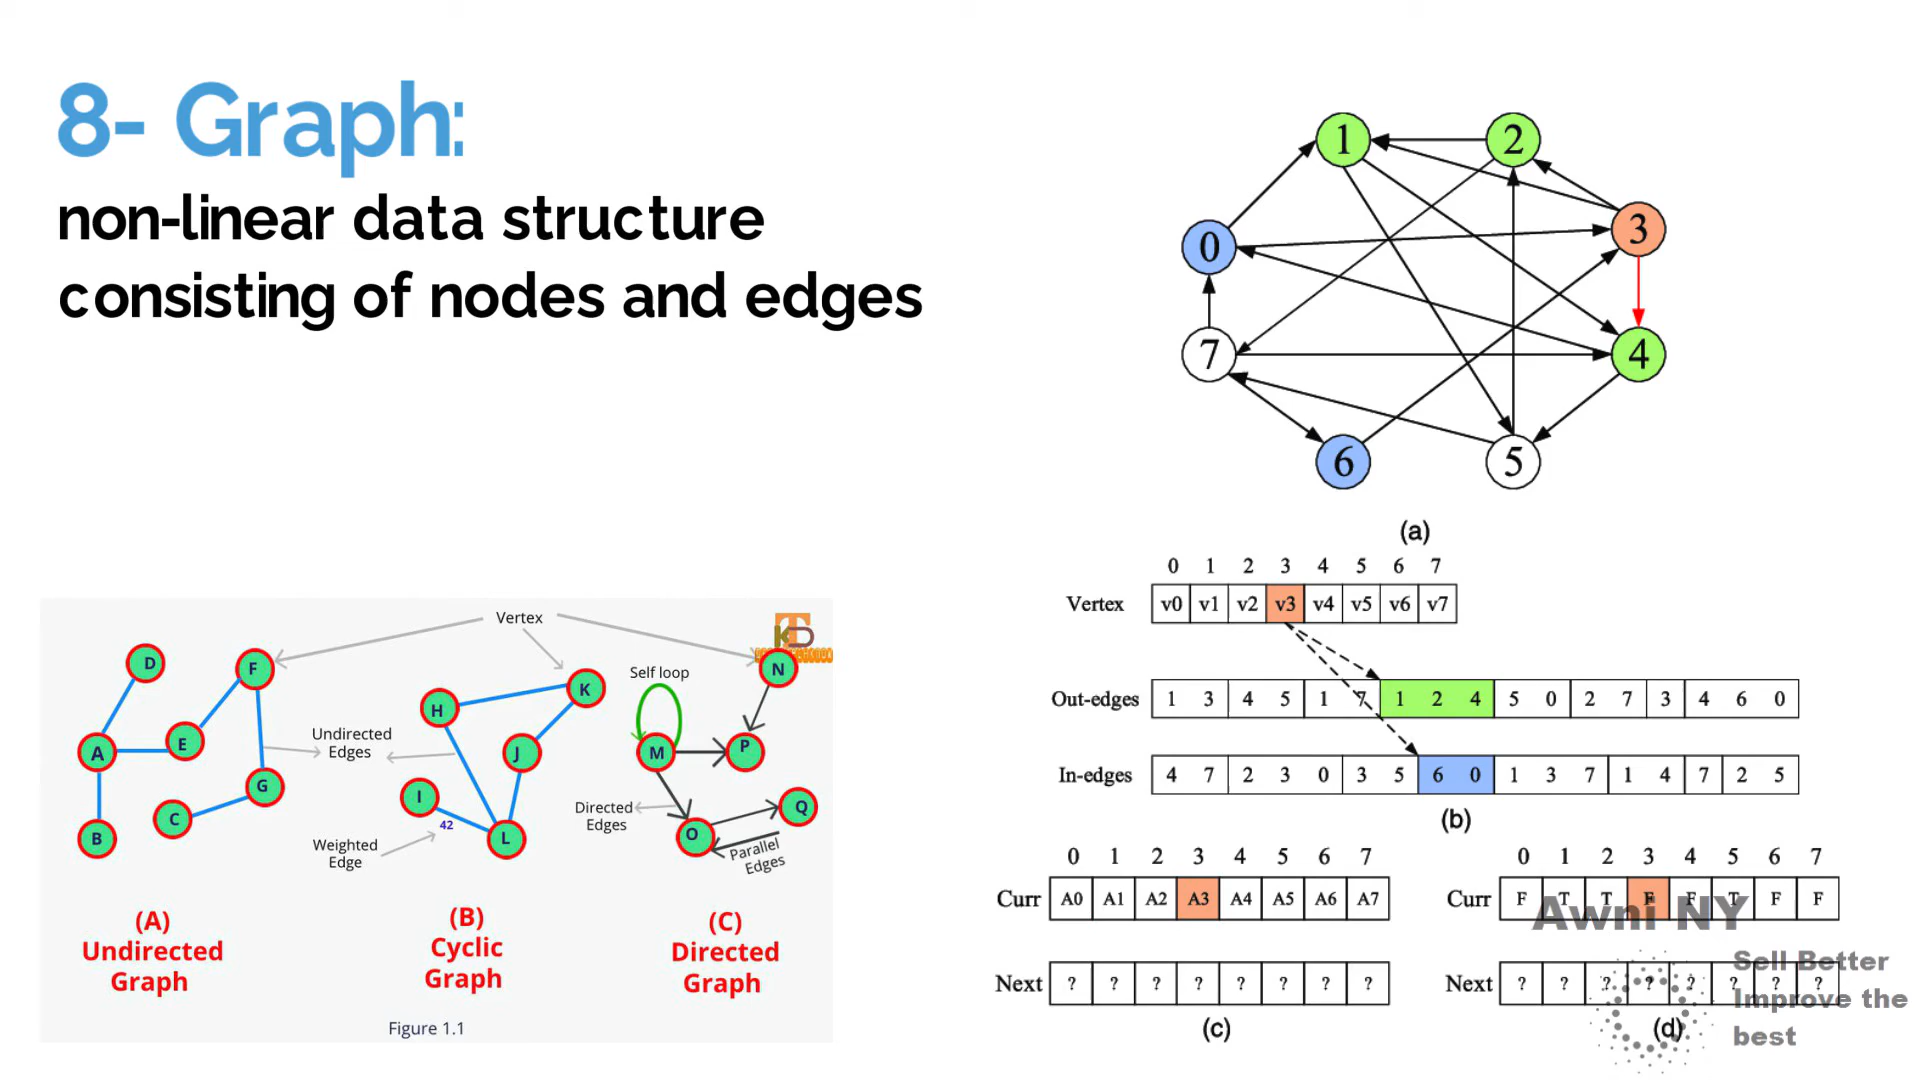 8- Graph:
non-linear data structure
consisting of nodes and edges
1 2
0 3
7 4
6 5
(a)
0 1 2 3 4 5 6 7
Vertex v0 v1 v2 v3 v4 v5 v6 v7
Out-edges 1 3 4 5 1 7 1 2 4 5 0 2 7 3 4 6 0
In-edges 4 7 2 3 0 3 5 6 0 1 3 7 1 4 7 2 5
(b)
0 1 2 3 4 5 6 7
Curr A0 A1 A2 A3 A4 A5 A6 A7
Next ? ? ? ? ? ? ? ?
(c)
0 1 2 3 4 5 6 7
Curr F T T F F T F F
Next ? ? ? ? ? ? ? ?
(d)
Awni NY
Sell Better
Improve the
best
Vertex
D F
A E
G
C
B
Undirected
Edges
H K
J
I
42
L
Weighted
Edge
Self loop
N
M P
Directed
Edges
O Q
Parallel
Edges
(A)
Undirected
Graph
(B)
Cyclic
Graph
(C)
Directed
Graph
Figure 1.1